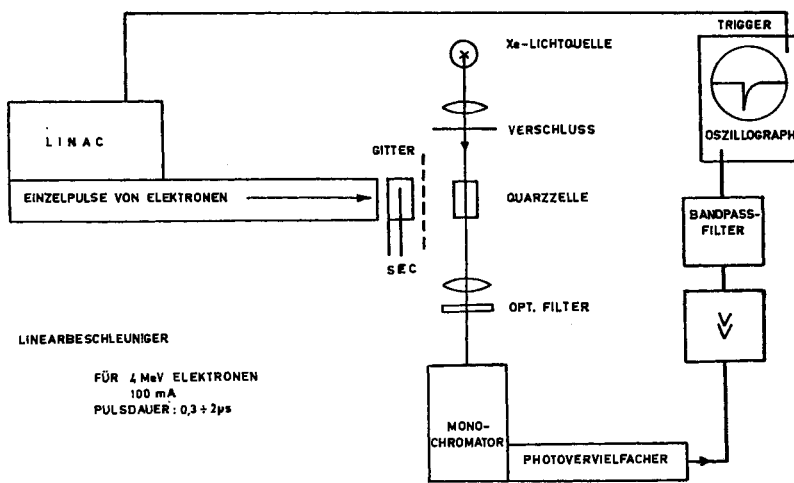 TRIGGER
Xe-LICHTQUELLE
OSZILLOGRAPH
LINAC
VERSCHLUSS
GITTER
EINZELPULSE VON ELEKTRONEN
QUARZZELLE
BANDPASS-
FILTER
SEC
OPT. FILTER
LINEARBESCHLEUNIGER
FÜR 4 MeV ELEKTRONEN
100 mA
PULSDAUER : 0,3 ÷ 2µs
MONO-
CHROMATOR
PHOTOVERVIELFACHER